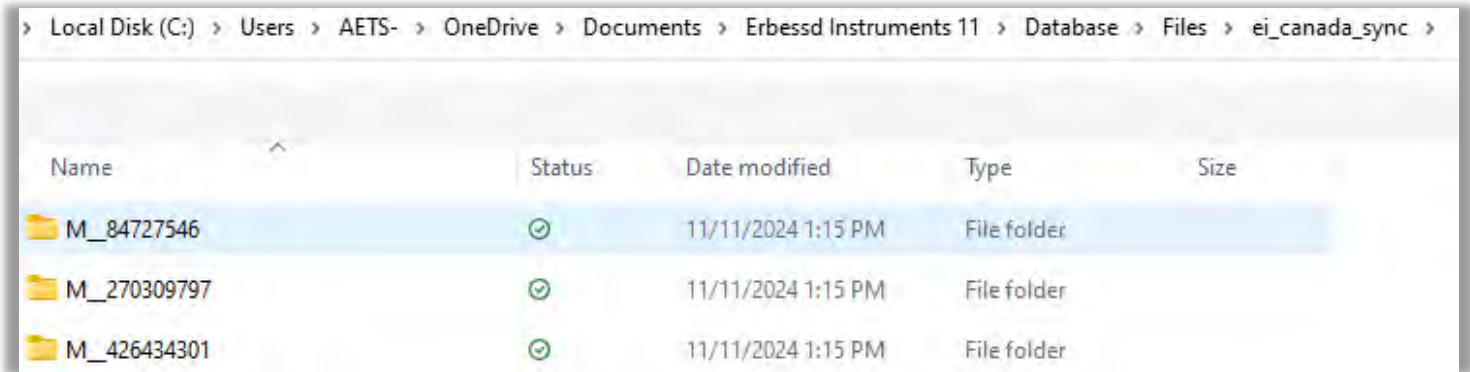 › Local Disk (C:) › Users › AETS- › OneDrive › Documents › Erbessd Instruments 11 › Database › Files › ei_canada_sync ›
Name Status Date modified Type Size
M__84727546 11/11/2024 1:15 PM File folder
M__270309797 11/11/2024 1:15 PM File folder
M__426434301 11/11/2024 1:15 PM File folder